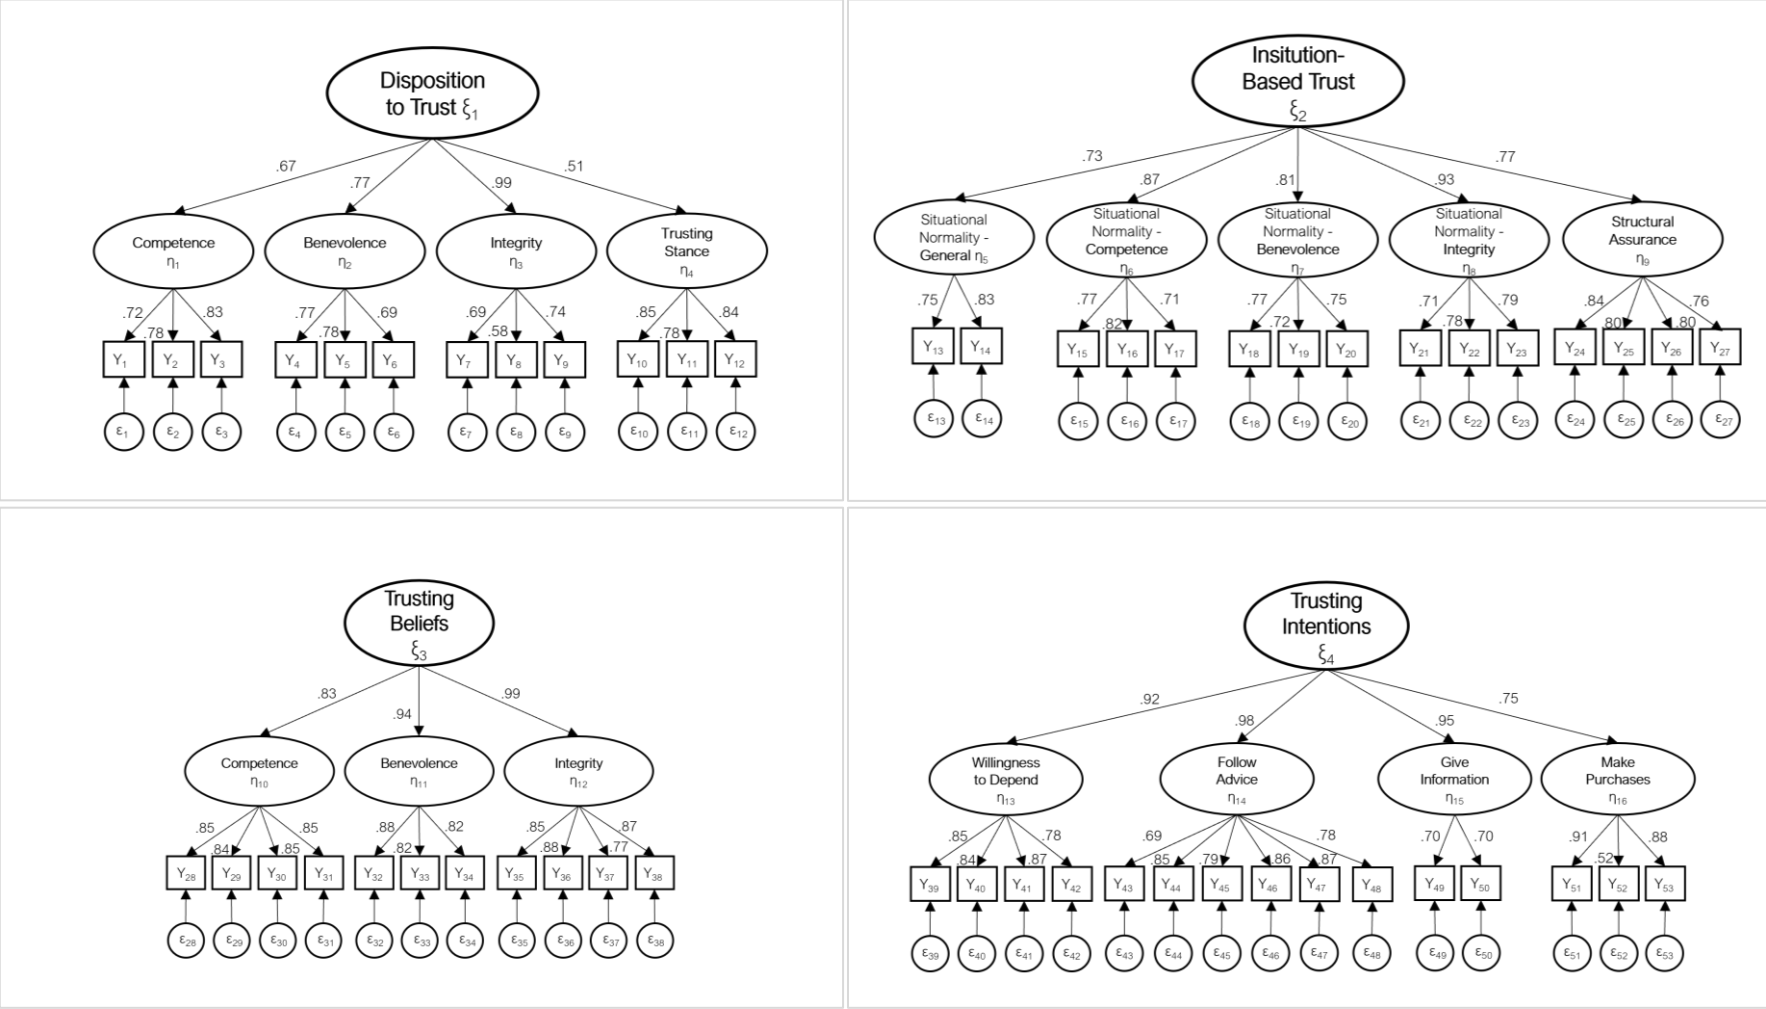 Disposition
to Trust ξ1
.67
.77
.99
.51
Competence
η1
Benevolence
η2
Integrity
η3
Trusting
Stance
η4
.72 .78 .83
.77 .78 .69
.69 .58 .74
.85 .78 .84
Y1 Y2 Y3 Y4 Y5 Y6 Y7 Y8 Y9 Y10 Y11 Y12
ε1 ε2 ε3 ε4 ε5 ε6 ε7 ε8 ε9 ε10 ε11 ε12
Insitution-
Based Trust
ξ2
.73
.87
.81
.93
.77
Situational
Normality -
General η5
Situational
Normality -
Competence
η6
Situational
Normality -
Benevolence
η7
Situational
Normality -
Integrity
η8
Structural
Assurance
η9
.75 .83
.77 .82 .71
.77 .72 .75
.71 .78 .79
.84 .80 .80 .76
Y13 Y14 Y15 Y16 Y17 Y18 Y19 Y20 Y21 Y22 Y23 Y24 Y25 Y26 Y27
ε13 ε14 ε15 ε16 ε17 ε18 ε19 ε20 ε21 ε22 ε23 ε24 ε25 ε26 ε27
Trusting
Beliefs
ξ3
.83
.94
.99
Competence
η10
Benevolence
η11
Integrity
η12
.85 .84 .85 .85
.88 .82 .82
.85 .88 .77 .87
Y28 Y29 Y30 Y31 Y32 Y33 Y34 Y35 Y36 Y37 Y38
ε28 ε29 ε30 ε31 ε32 ε33 ε34 ε35 ε36 ε37 ε38
Trusting
Intentions
ξ4
.92
.98
.95
.75
Willingness
to Depend
η13
Follow
Advice
η14
Give
Information
η15
Make
Purchases
η16
.85 .84 .87 .78
.69 .85 .79 .86 .87 .78
.70 .70
.91 .52 .88
Y39 Y40 Y41 Y42 Y43 Y44 Y45 Y46 Y47 Y48 Y49 Y50 Y51 Y52 Y53
ε39 ε40 ε41 ε42 ε43 ε44 ε45 ε46 ε47 ε48 ε49 ε50 ε51 ε52 ε53